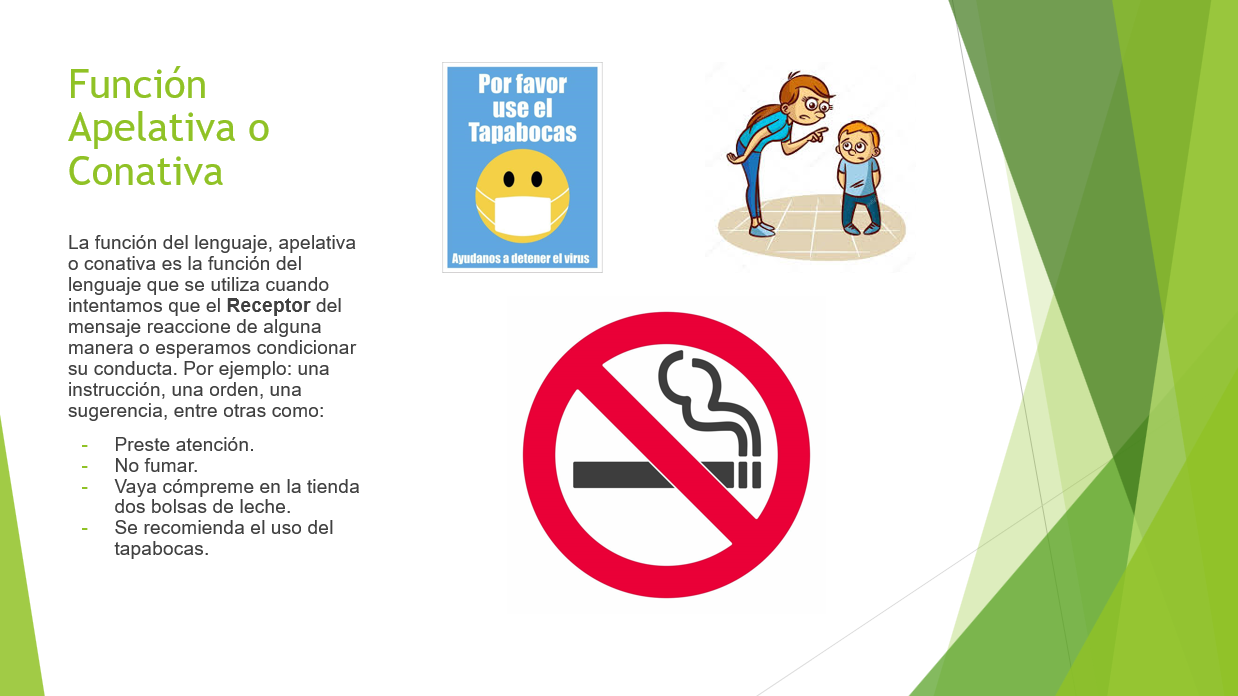 Función
Apelativa o
Conativa
La función del lenguaje, apelativa
o conativa es la función del
lenguaje que se utiliza cuando
intentamos que el Receptor del
mensaje reaccione de alguna
manera o esperamos condicionar
su conducta. Por ejemplo: una
instrucción, una orden, una
sugerencia, entre otras como:
- Preste atención.
- No fumar.
- Vaya cómpreme en la tienda
dos bolsas de leche.
- Se recomienda el uso del
tapabocas.
Por favor
use el
Tapabocas
Ayudanos a detener el virus